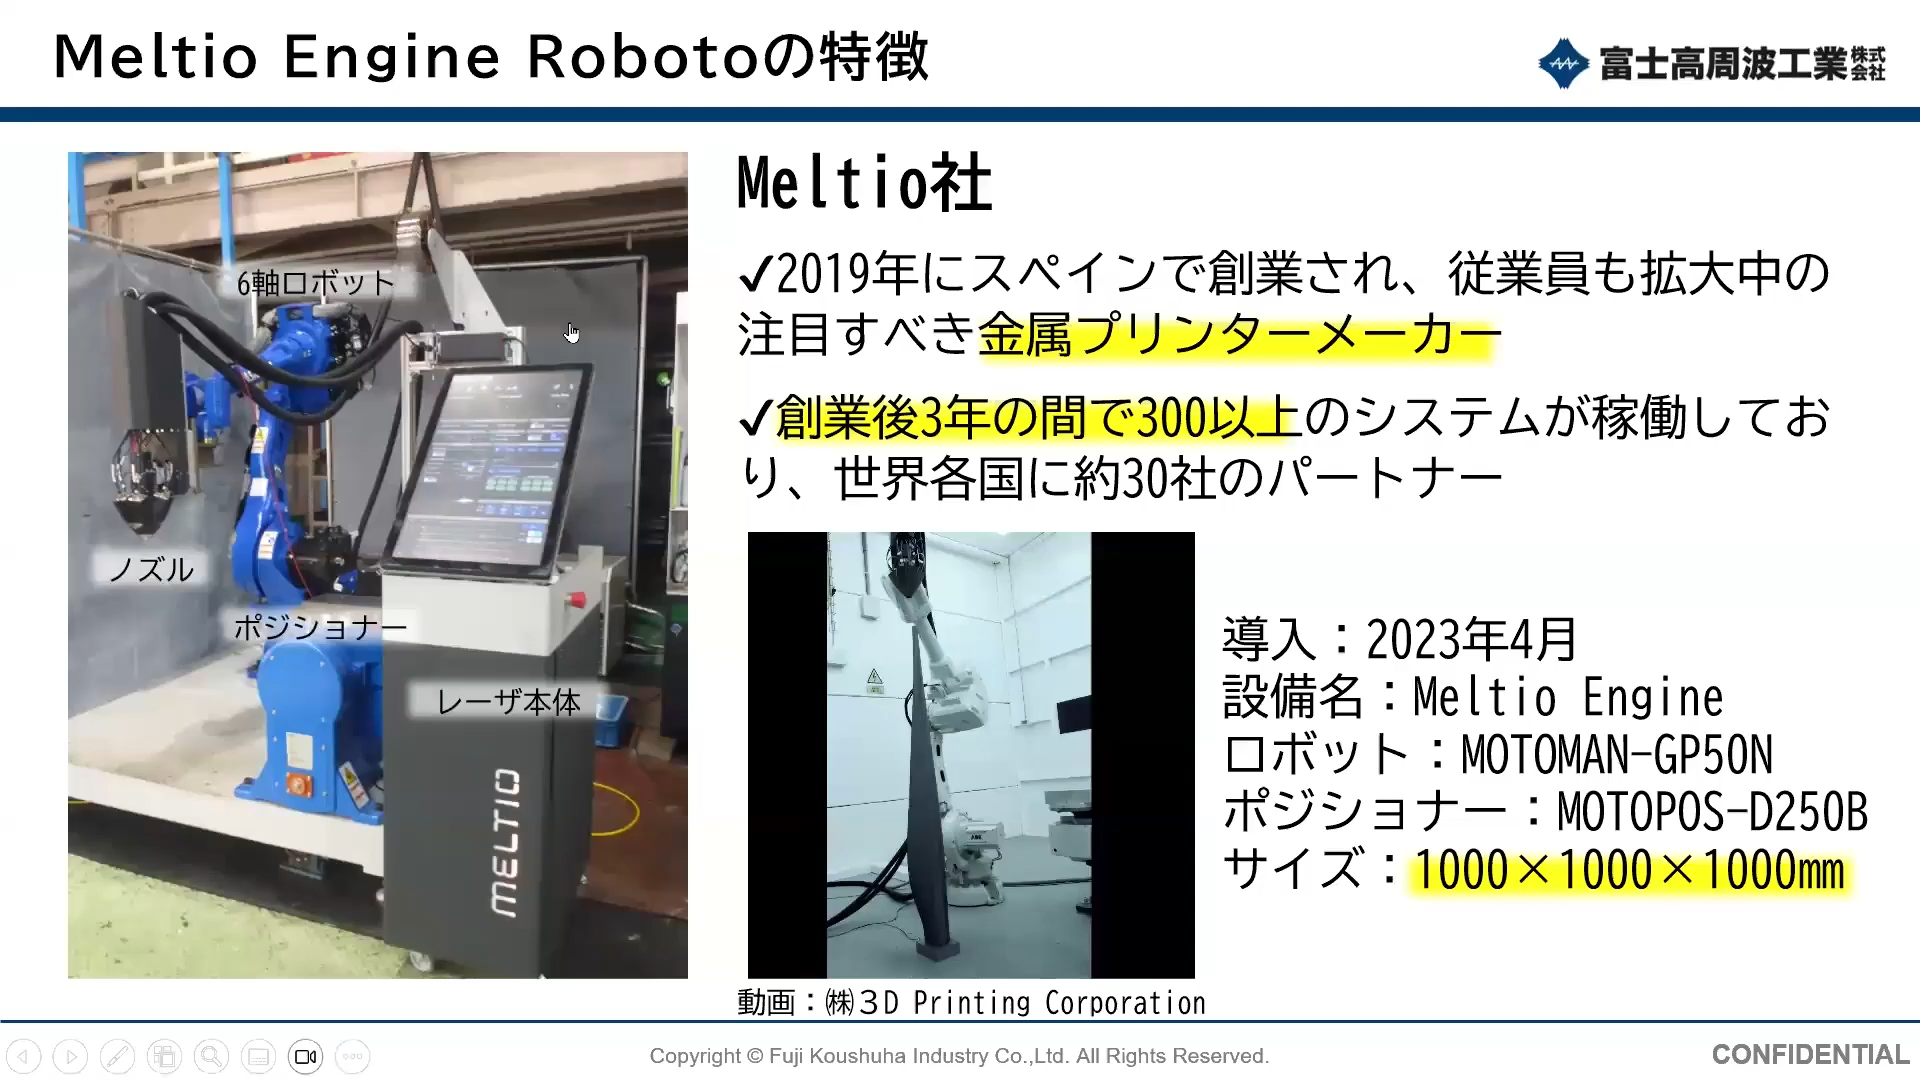 Meltio Engine Robotoの特徴
富士高周波工業株式会社
Meltio社
✓2019年にスペインで創業され、従業員も拡大中の
注目すべき金属プリンターメーカー
✓創業後3年の間で300以上のシステムが稼働してお
り、世界各国に約30社のパートナー
6軸ロボット
ノズル
ポジショナー
レーザ本体
MELTIO
導入：2023年4月
設備名：Meltio Engine
ロボット：MOTOMAN-GP50N
ポジショナー：MOTOPOS-D250B
サイズ：1000×1000×1000mm
動画：㈱３D Printing Corporation
Copyright © Fuji Koushuha Industry Co.,Ltd. All Rights Reserved.
CONFIDENTIAL